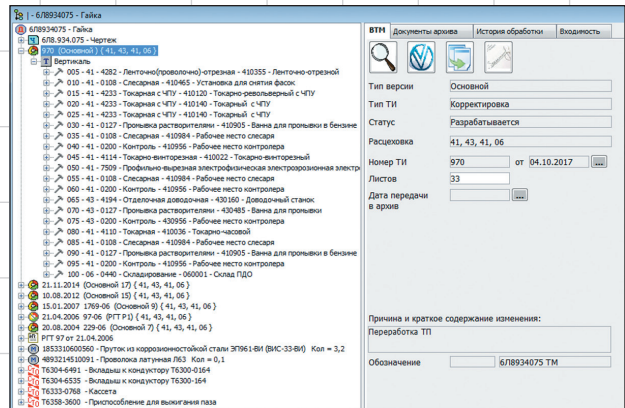 | - 6Л8934075 - Гайка
6Л8934075 - Гайка
6Л8.934.075 - Чертеж
970 (Основной ) { 41, 43, 41, 06 }
Вертикаль
005 - 41 - 4282 - Ленточно(проволочно)-отрезная - 410355 - Ленточно-отрезной
010 - 41 - 0108 - Слесарная - 410465 - Установка для снятия фасок
015 - 41 - 4233 - Токарная с ЧПУ - 410120 - Токарно-револьверный с ЧПУ
020 - 41 - 4233 - Токарная с ЧПУ - 410140 - Токарный с ЧПУ
025 - 41 - 4233 - Токарная с ЧПУ - 410140 - Токарный с ЧПУ
030 - 41 - 0127 - Промывка растворителями - 410905 - Ванна для промывки в бензине
035 - 41 - 0108 - Слесарная - 410984 - Рабочее место слесаря
040 - 41 - 0200 - Контроль - 410956 - Рабочее место контролера
045 - 41 - 4114 - Токарно-винторезная - 410022 - Токарно-винторезный
050 - 41 - 7509 - Профильно-вырезная электрофизическая электроэрозионная электро
055 - 41 - 0108 - Слесарная - 410984 - Рабочее место слесаря
060 - 41 - 0200 - Контроль - 410956 - Рабочее место контролера
065 - 43 - 4194 - Отделочная доводочная - 430160 - Доводочный станок
070 - 43 - 0127 - Промывка растворителями - 430485 - Ванна для промывки
075 - 43 - 0200 - Контроль - 430956 - Рабочее место контролера
080 - 41 - 4110 - Токарная - 410036 - Токарно-часовой
085 - 41 - 0108 - Слесарная - 410984 - Рабочее место слесаря
090 - 41 - 0127 - Промывка растворителями - 410905 - Ванна для промывки в бензине
095 - 41 - 0200 - Контроль - 410956 - Рабочее место контролера
100 - 06 - 0440 - Складирование - 060001 - Склад ПДО
21.11.2014 (Основной 17) { 41, 43, 41, 06 }
10.08.2012 (Основной 15) { 41, 43, 41, 06 }
15.01.2007 1769-06 (Основной 9) { 41, 43, 41, 06 }
21.04.2006 97-06 (РГТ Р1) { 41, 43, 41, 06 }
20.08.2004 229-06 (Основной 7) { 41, 43, 41, 06 }
РГТ 97 от 21.04.2006
1853310600560 - Пруток из коррозионностойкой стали ЭП961-ВИ (ВИС-33-ВИ) Кол = 3,2
4893214510091 - Проволока латунная Л63 Кол = 0,1
Т6304-6491 - Вкладыш к кондуктору Т6300-0164
Т6304-6535 - Вкладыш к кондуктору Т6300-164
Т6333-0768 - Кассета
Т6358-3600 - Приспособление для выжигания паза
ВТМ Документы архива История обработки Входимость
Тип версии Основной
Тип ТИ Корректировка
Статус Разрабатывается
Расцеховка 41, 43, 41, 06
Номер ТИ 970 от 04.10.2017 ...
Листов 33
Дата передачи ...
в архив
Причина и краткое содержание изменения:
Переработка ТП
Обозначение 6Л8934075 ТМ